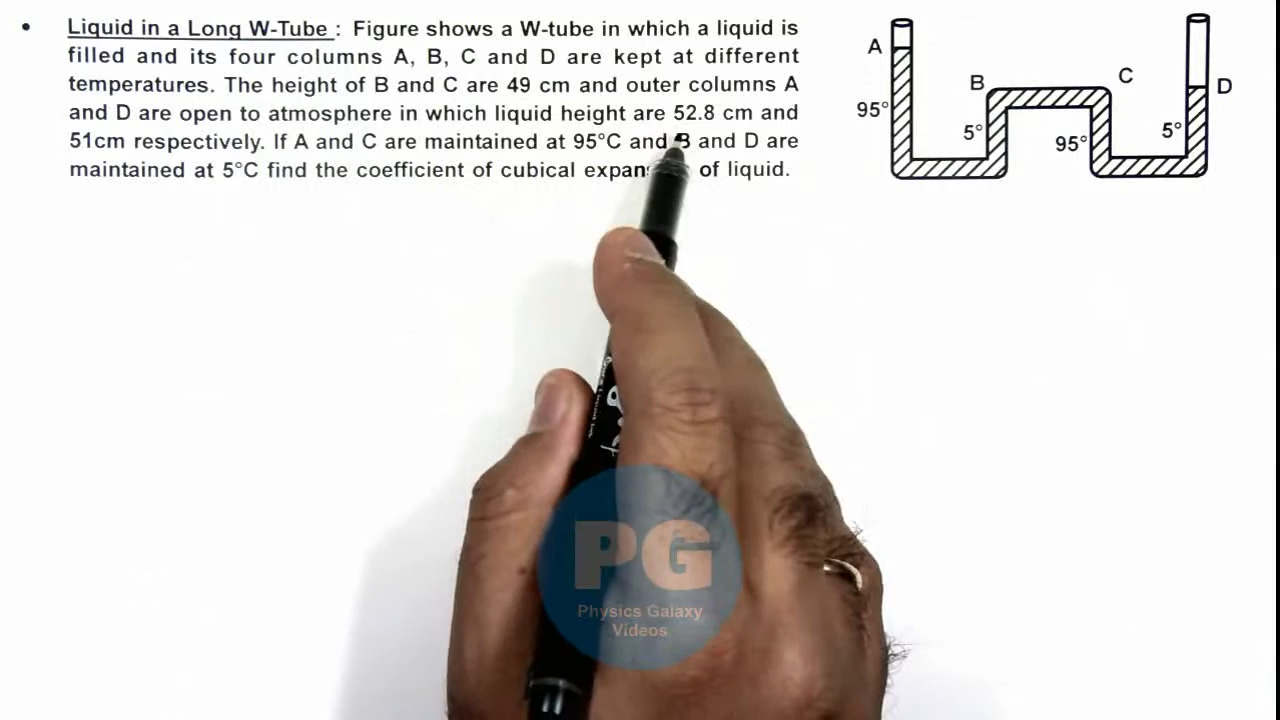 Liquid in a Long W-Tube : Figure shows a W-tube in which a liquid is
filled and its four columns A, B, C and D are kept at different
temperatures. The height of B and C are 49 cm and outer columns A
and D are open to atmosphere in which liquid height are 52.8 cm and
51cm respectively. If A and C are maintained at 95°C and B and D are
maintained at 5°C find the coefficient of cubical of liquid.
A
B
C
D
95°
5°
95°
5°
PG
Physics Galaxy
Videos